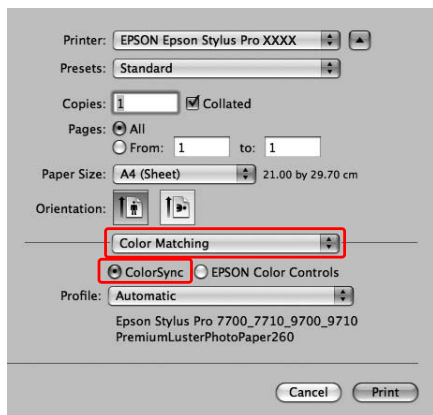 Printer: EPSON Epson Stylus Pro XXXX
Presets: Standard
Copies: 1 Collated
Pages: All
From: 1 to: 1
Paper Size: A4 (Sheet) 21.00 by 29.70 cm
Orientation:
Color Matching
ColorSync EPSON Color Controls
Profile: Automatic
Epson Stylus Pro 7700_7710_9700_9710
PremiumLusterPhotoPaper260
Cancel Print